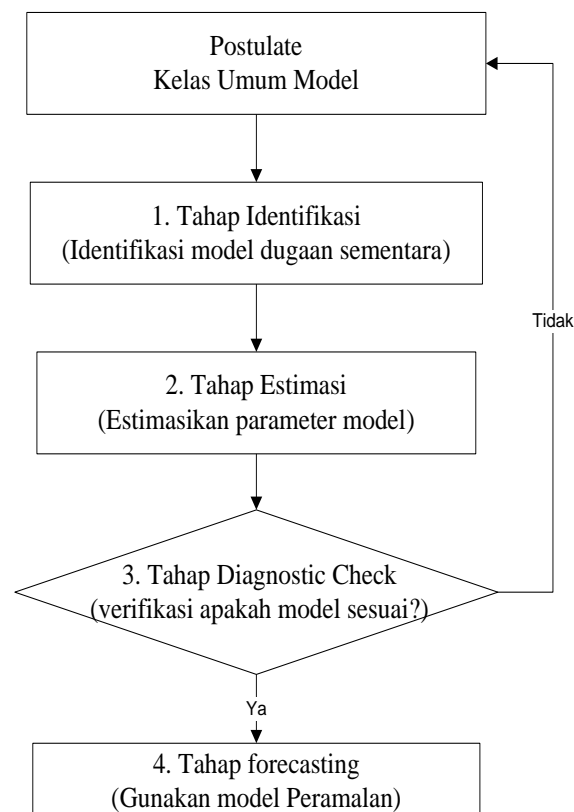 Postulate
Kelas Umum Model
1. Tahap Identifikasi
(Identifikasi model dugaan sementara)
Tidak
2. Tahap Estimasi
(Estimasikan parameter model)
3. Tahap Diagnostic Check
(verifikasi apakah model sesuai?)
Ya
4. Tahap forecasting
(Gunakan model Peramalan)